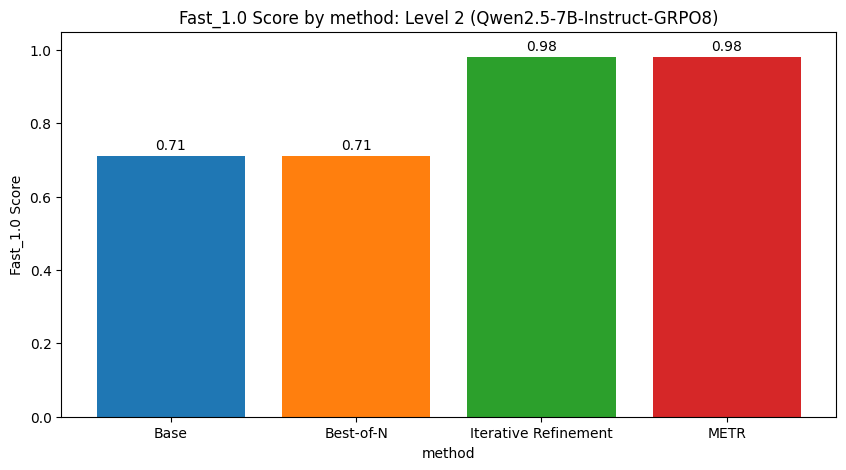 Fast_1.0 Score by method: Level 2 (Qwen2.5-7B-Instruct-GRPO8)
Fast_1.0 Score
1.0
0.8
0.6
0.4
0.2
0.0
0.71
0.71
0.98
0.98
Base
Best-of-N
Iterative Refinement
METR
method